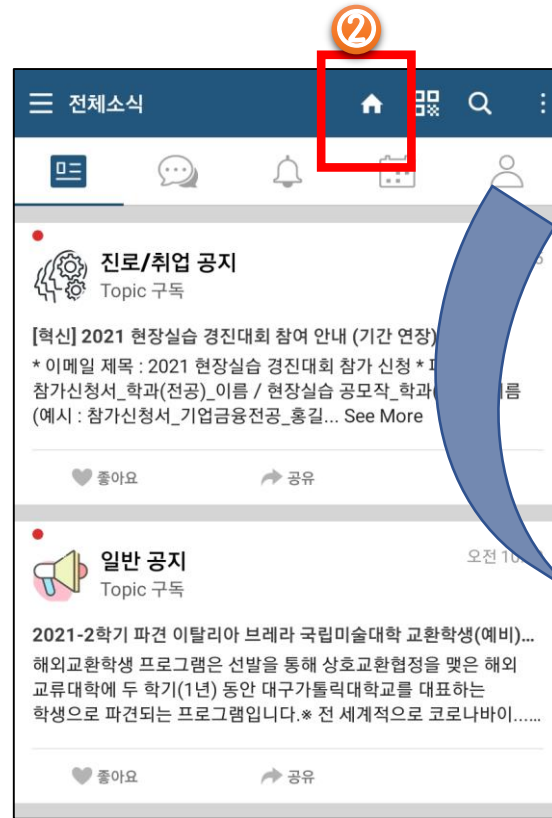 ②
전체소식
진로/취업 공지
Topic 구독
[혁신] 2021 현장실습 경진대회 참여 안내 (기간 연장)
* 이메일 제목 : 2021 현장실습 경진대회 참가 신청 *
참가신청서_학과(전공)_이름 / 현장실습 공모작_학과( 름
(예시 : 참가신청서_기업금융전공_홍길... See More
좋아요 공유
일반 공지
오전 10:
Topic 구독
2021-2학기 파견 이탈리아 브레라 국립미술대학 교환학생(예비)...
해외교환학생 프로그램은 선발을 통해 상호교환협정을 맺은 해외
교류대학에 두 학기(1년) 동안 대구가톨릭대학교를 대표하는
학생으로 파견되는 프로그램입니다.※ 전 세계적으로 코로나바이......
좋아요 공유